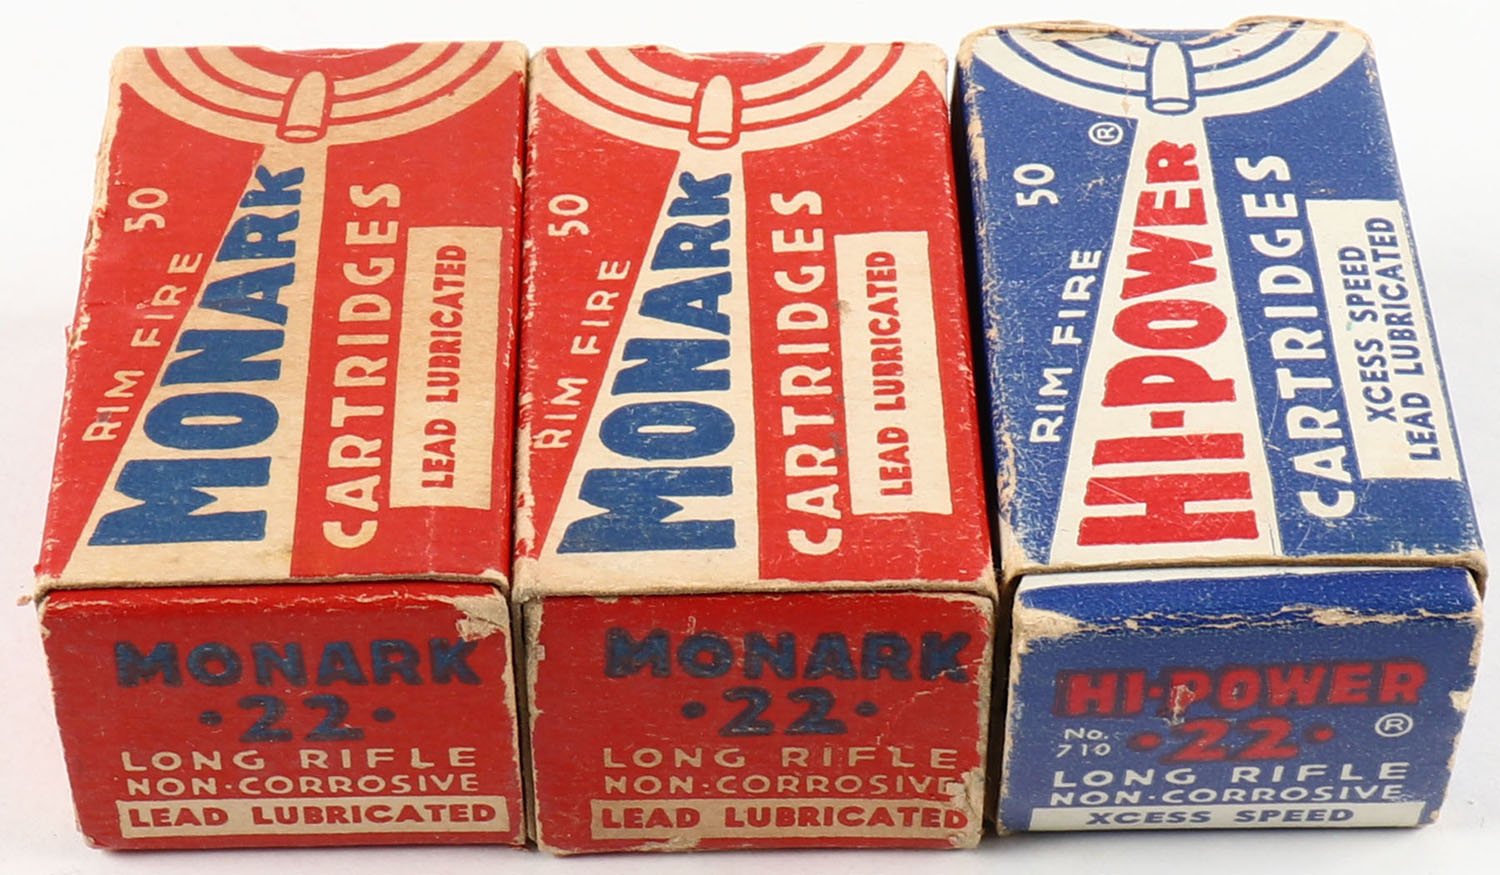 50
RIM FIRE
MONARK
CARTRIDGES
LEAD LUBRICATED
MONARK
·22·
LONG RIFLE
NON-CORROSIVE
LEAD LUBRICATED
50
RIM FIRE
MONARK
CARTRIDGES
LEAD LUBRICATED
MONARK
·22·
LONG RIFLE
NON-CORROSIVE
LEAD LUBRICATED
50
RIM FIRE
HI-POWER ®
CARTRIDGES
XCESS SPEED
LEAD LUBRICATED
HI-POWER
No. 710
·22· ®
LONG RIFLE
NON-CORROSIVE
XCESS SPEED